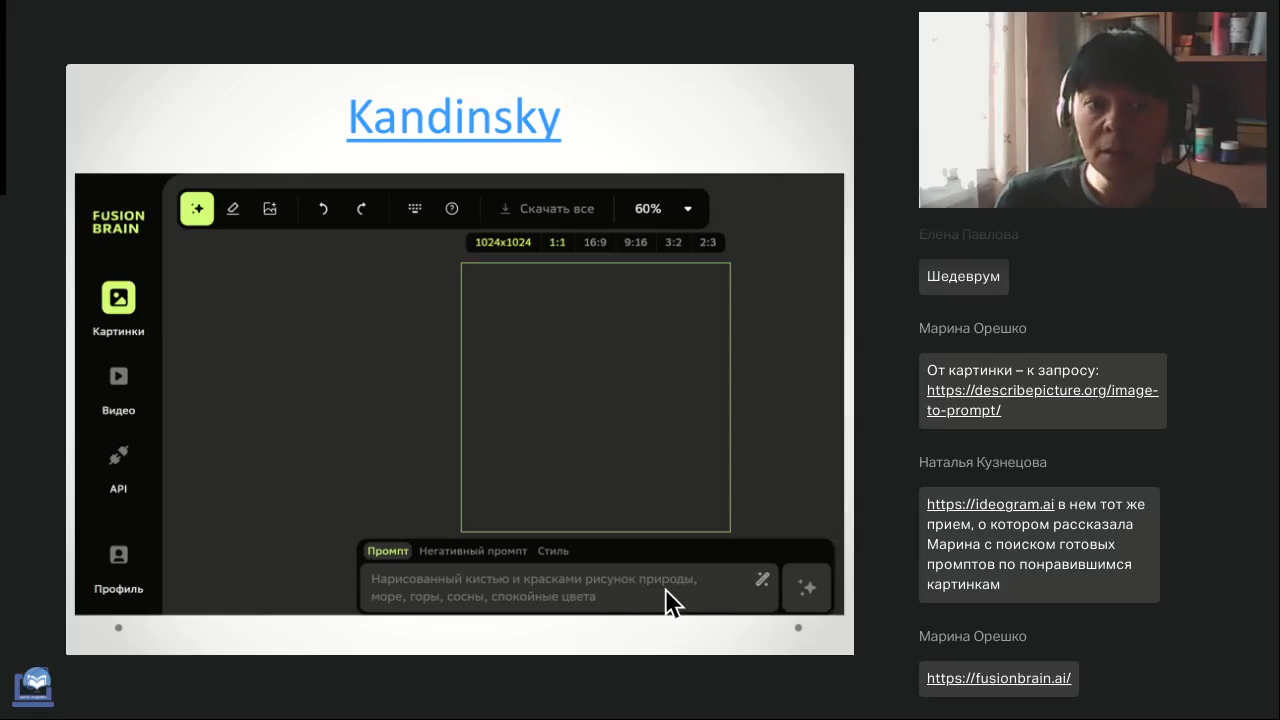 Kandinsky
FUSION
BRAIN
Скачать все
60%
1024x1024 1:1 16:9 9:16 3:2 2:3
Картинки
Видео
API
Профиль
Промпт Негативный промпт Стиль
Нарисованный кистью и красками рисунок природы,
море, горы, сосны, спокойные цвета
Елена Павлова
Шедеврум
Марина Орешко
От картинки – к запросу:
https://describepicture.org/image-
to-prompt/
Наталья Кузнецова
https://ideogram.ai в нем тот же
прием, о котором рассказала
Марина с поиском готовых
промптов по понравившимся
картинкам
Марина Орешко
https://fusionbrain.ai/